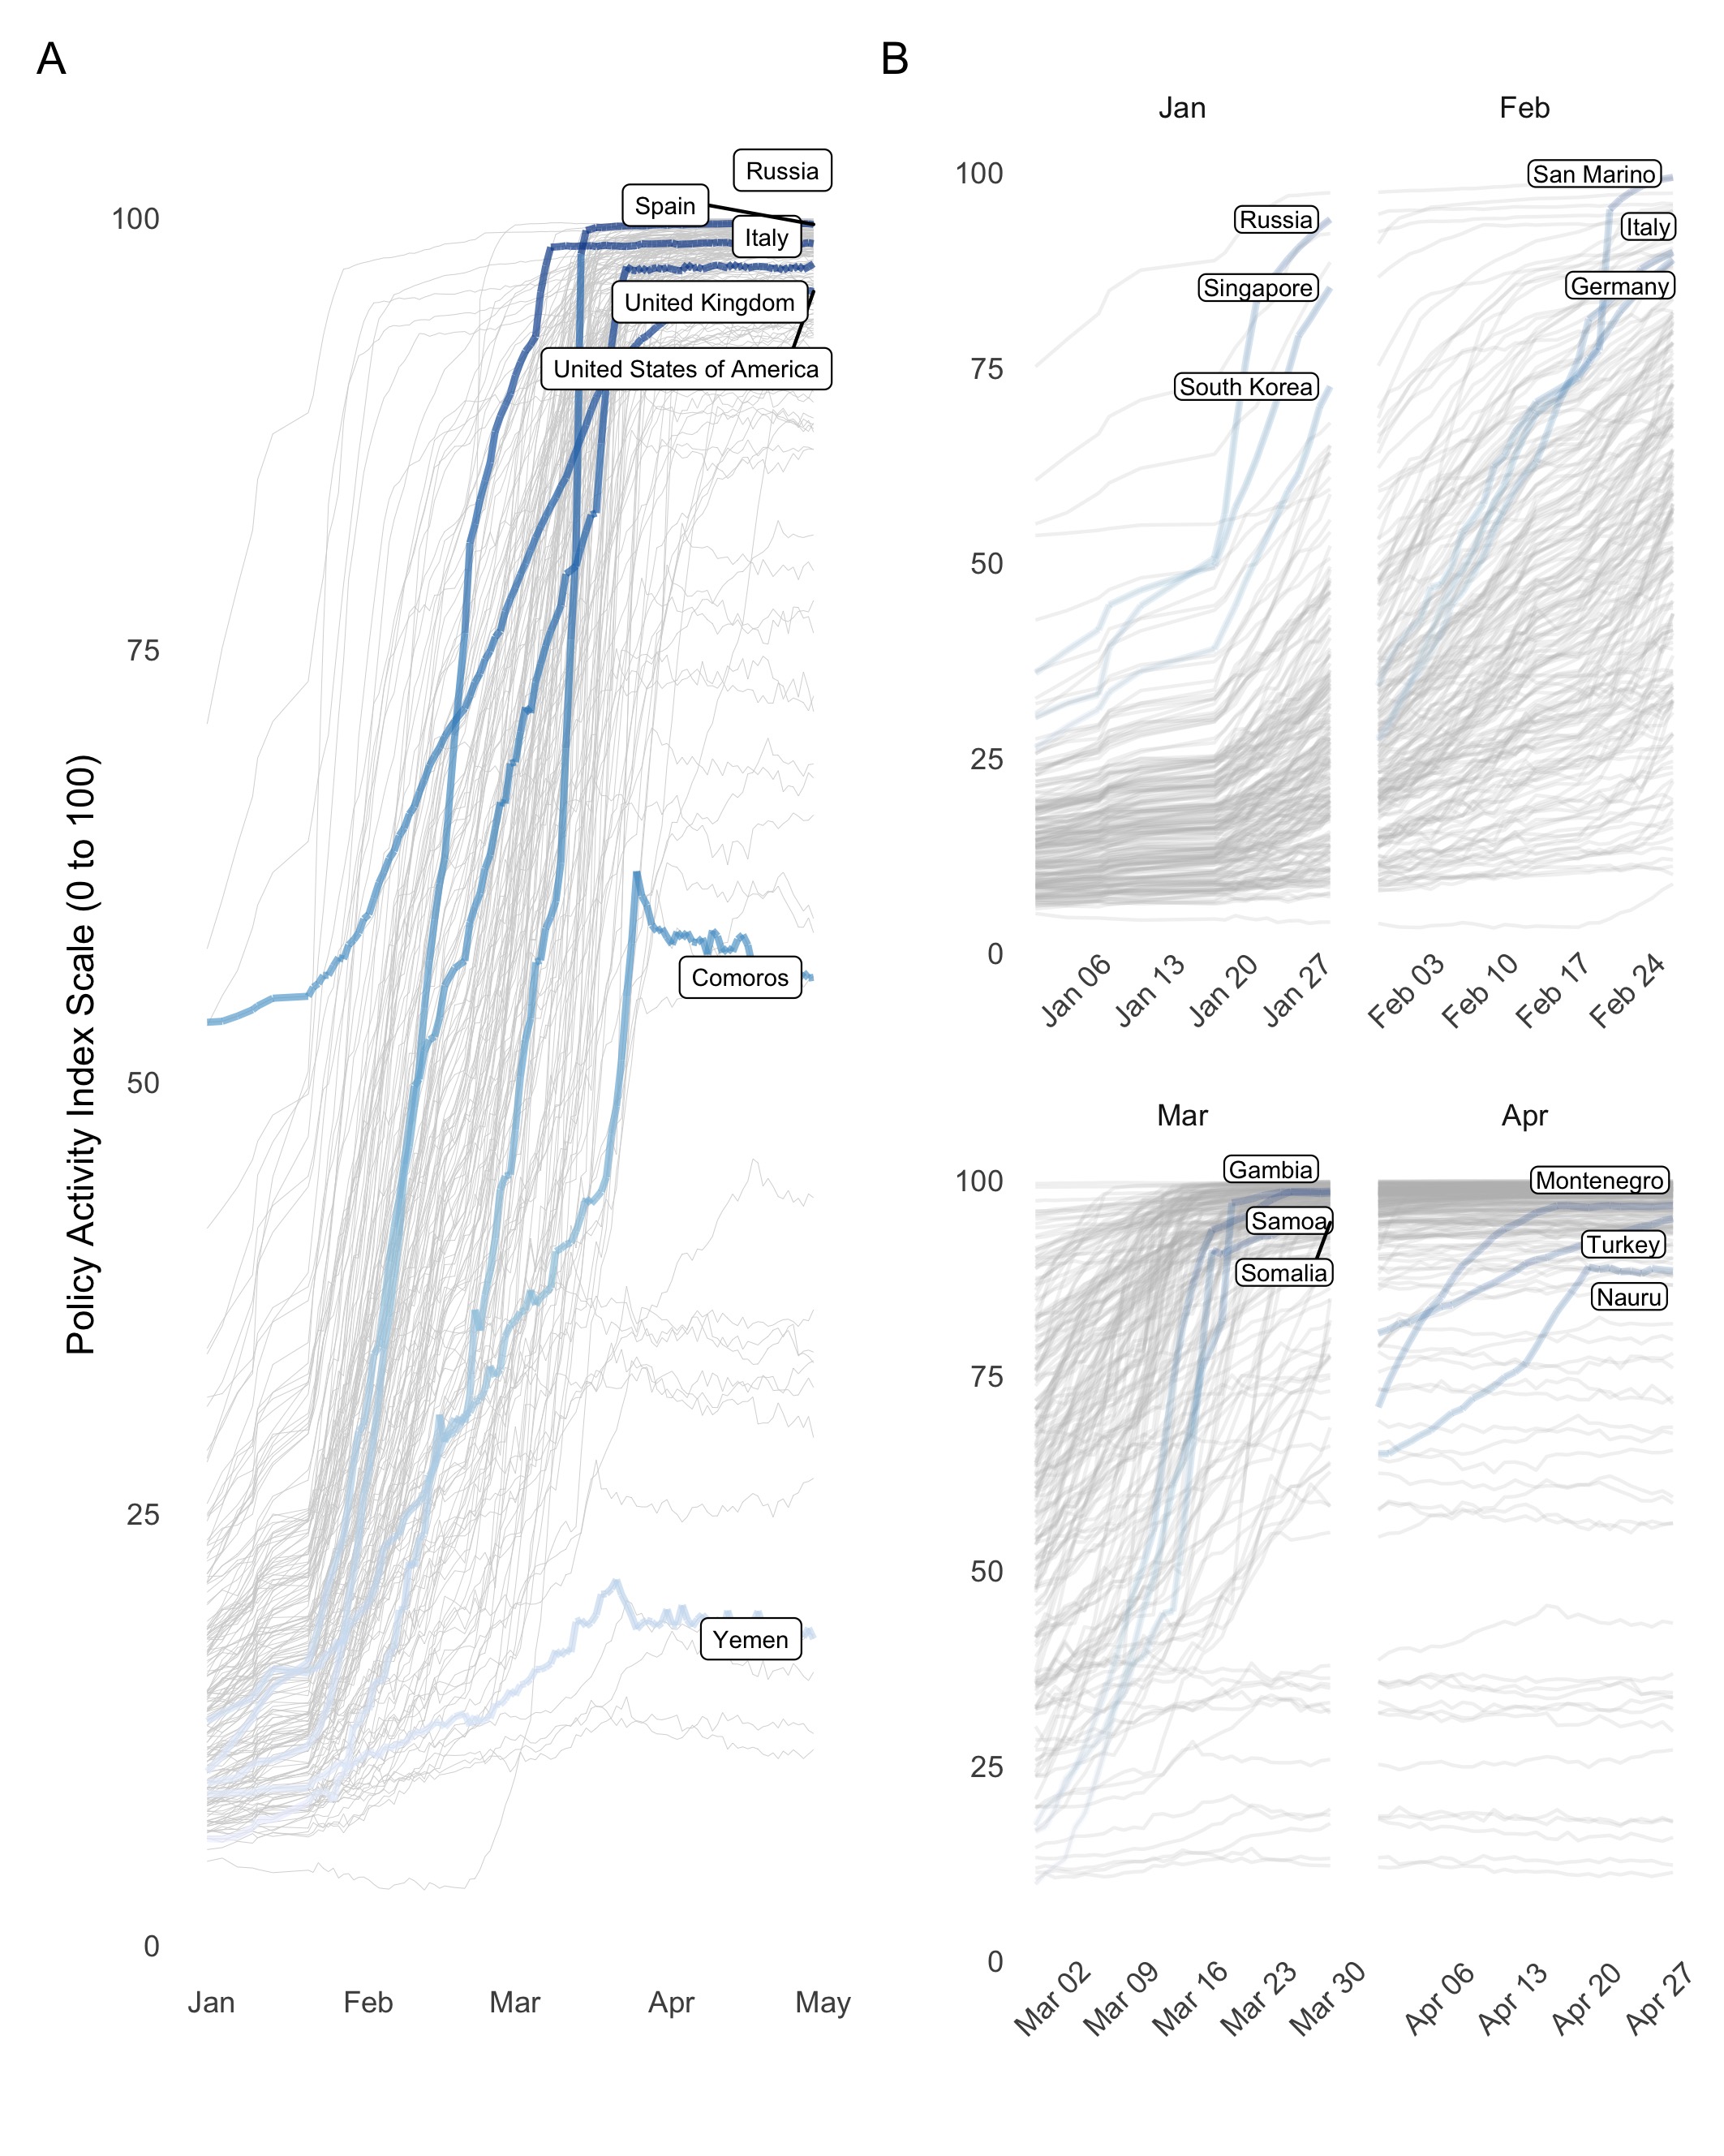 A
Policy Activity Index Scale (0 to 100)
100
75
50
25
0
Russia
Spain
Italy
United Kingdom
United States of America
Comoros
Yemen
Jan Feb Mar Apr May
B
Jan Feb
100
75
50
25
0
Russia
Singapore
South Korea
San Marino
Italy
Germany
Jan 06 Jan 13 Jan 20 Jan 27 Feb 03 Feb 10 Feb 17 Feb 24
Mar Apr
100
75
50
25
0
Gambia
Samoa
Somalia
Montenegro
Turkey
Nauru
Mar 02 Mar 09 Mar 16 Mar 23 Mar 30 Apr 06 Apr 13 Apr 20 Apr 27